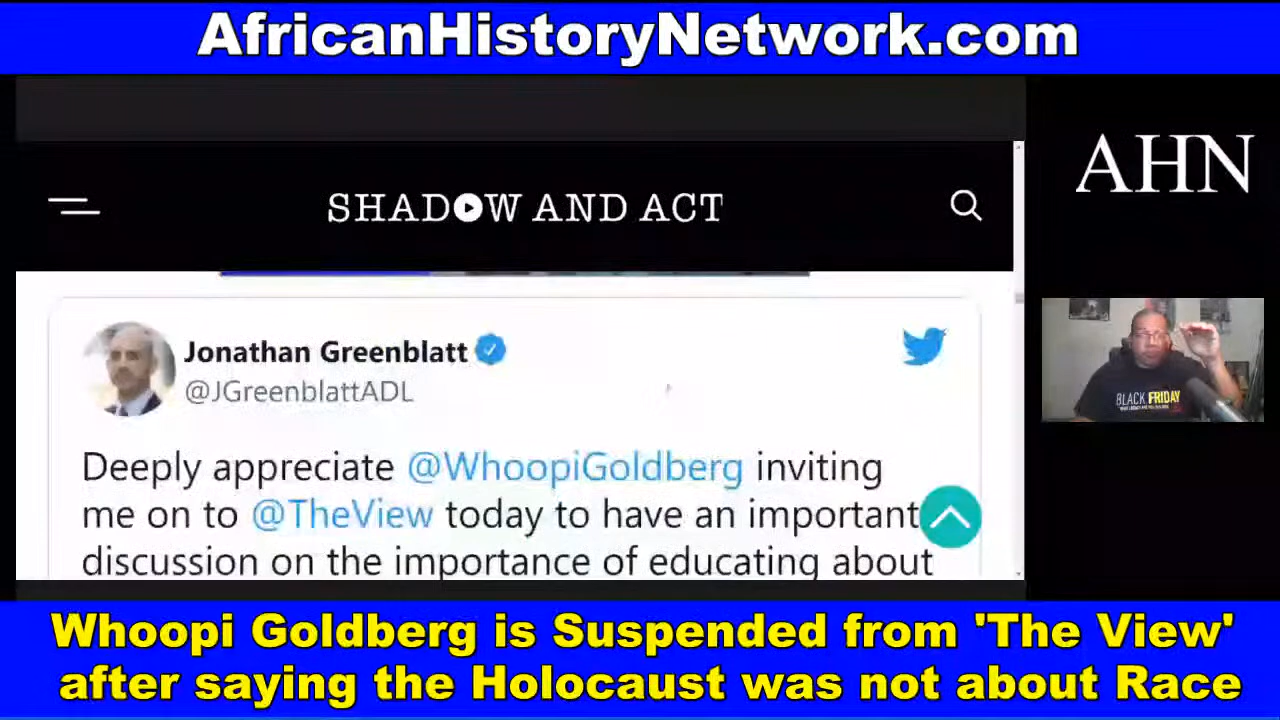 AfricanHistoryNetwork.com
SHADOW AND ACT
AHN
Jonathan Greenblatt
@JGreenblattADL
BLACK FRIDAY
Deeply appreciate @WhoopiGoldberg inviting
me on to @TheView today to have an important
discussion on the importance of educating about
Whoopi Goldberg is Suspended from 'The View'
after saying the Holocaust was not about Race